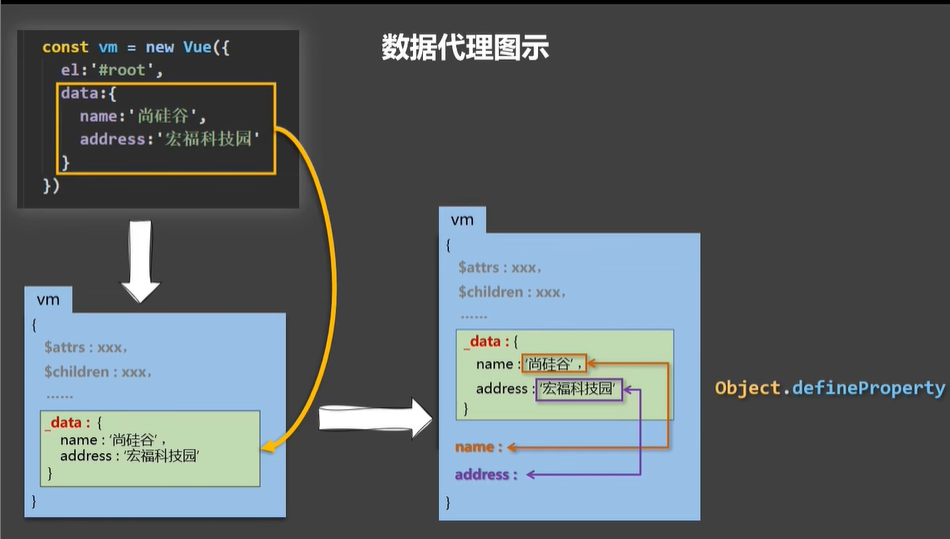 数据代理图示
const vm = new Vue({
el:'#root',
data:{
name:'尚硅谷',
address:'宏福科技园'
}
})
vm
{
$attrs : xxx,
$children : xxx,
......
_data : {
name : '尚硅谷' ,
address : '宏福科技园'
}
}
vm
{
$attrs : xxx,
$children : xxx,
......
_data : {
name : '尚硅谷' ,
address : '宏福科技园'
}
name :
address :
}
Object.defineProperty